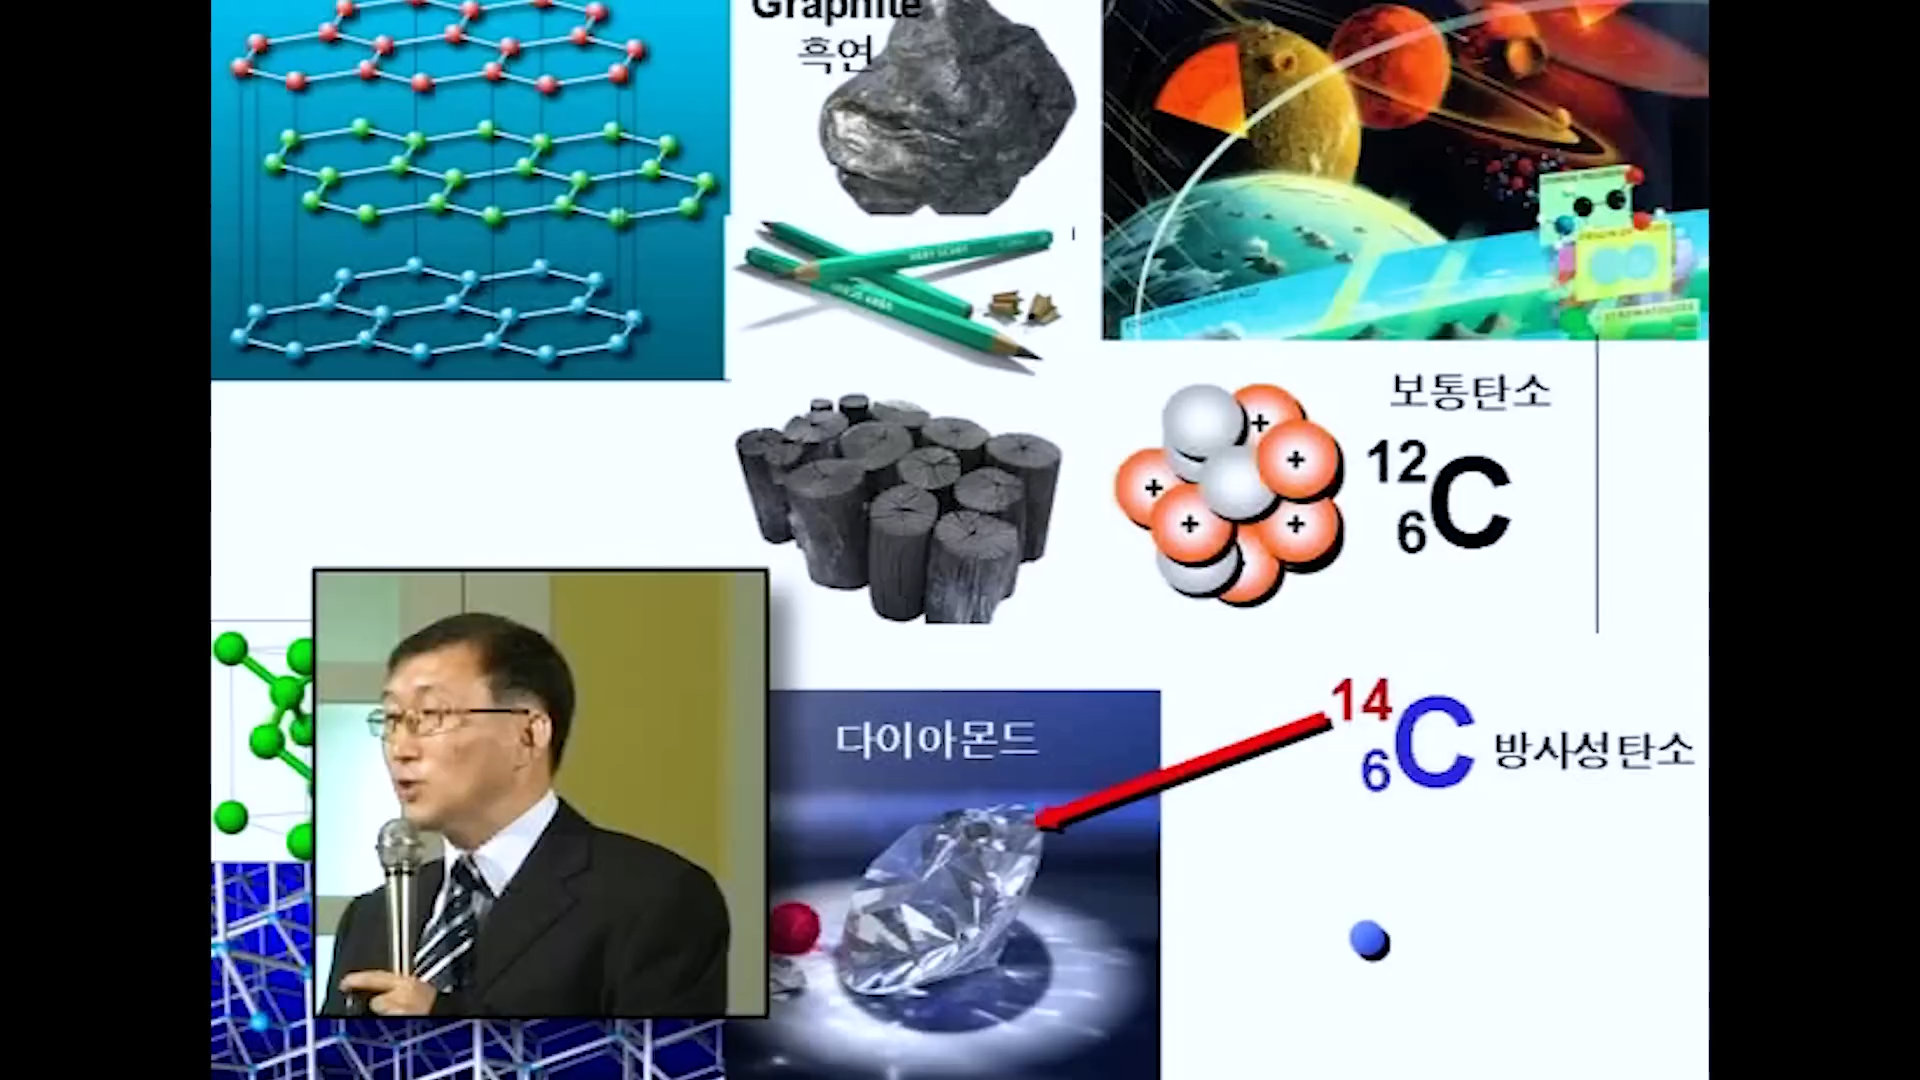 Graphite
흑연
보통탄소
12
6 C
+
+
+
+
+
다이아몬드
14
6 C 방사성탄소
STROMATOLITES